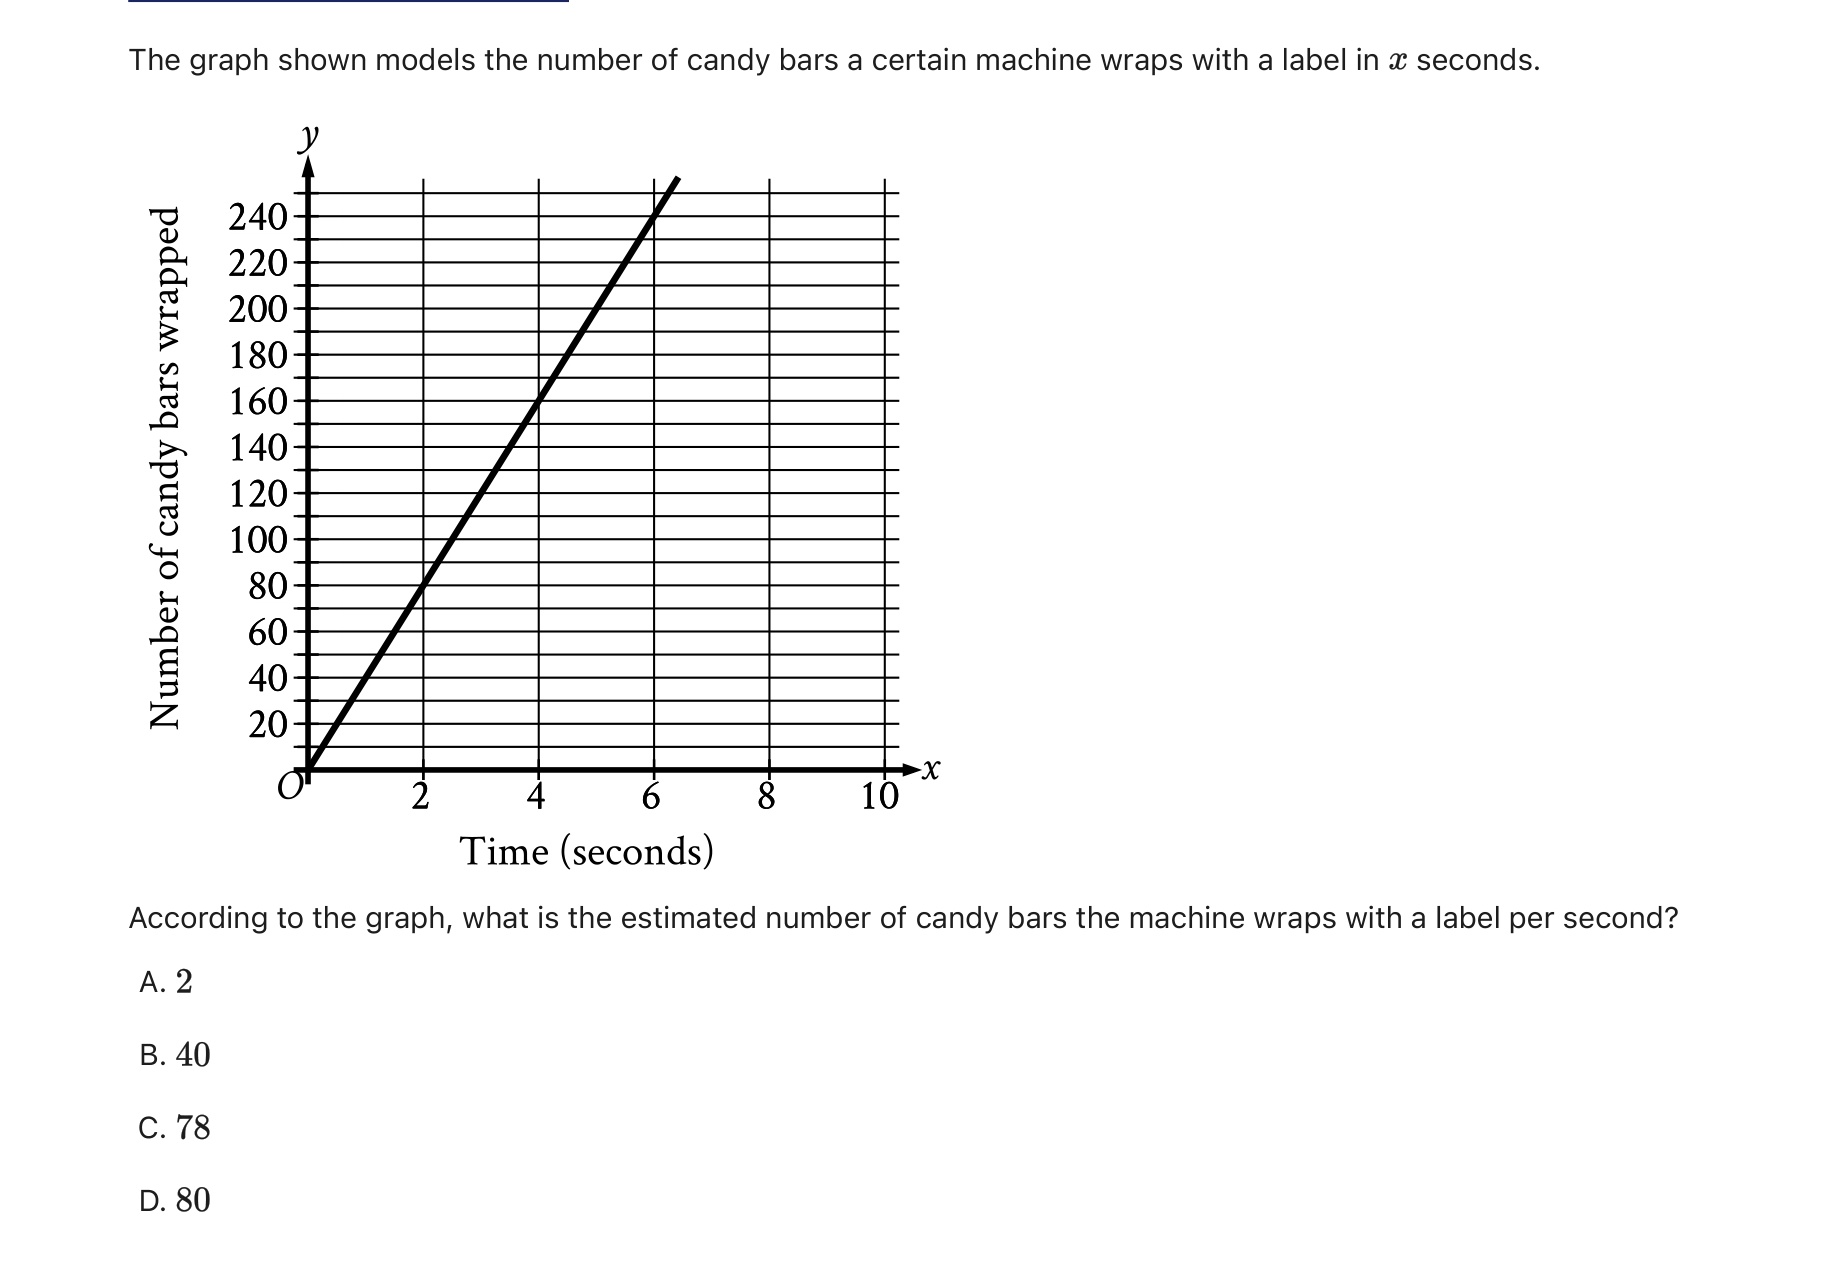 The graph shown models the number of candy bars a certain machine wraps with a label in x seconds.
y
Number of candy bars wrapped
240
220
200
180
160
140
120
100
80
60
40
20
O
2 4 6 8 10
x
Time (seconds)
According to the graph, what is the estimated number of candy bars the machine wraps with a label per second?
A. 2
B. 40
C. 78
D. 80